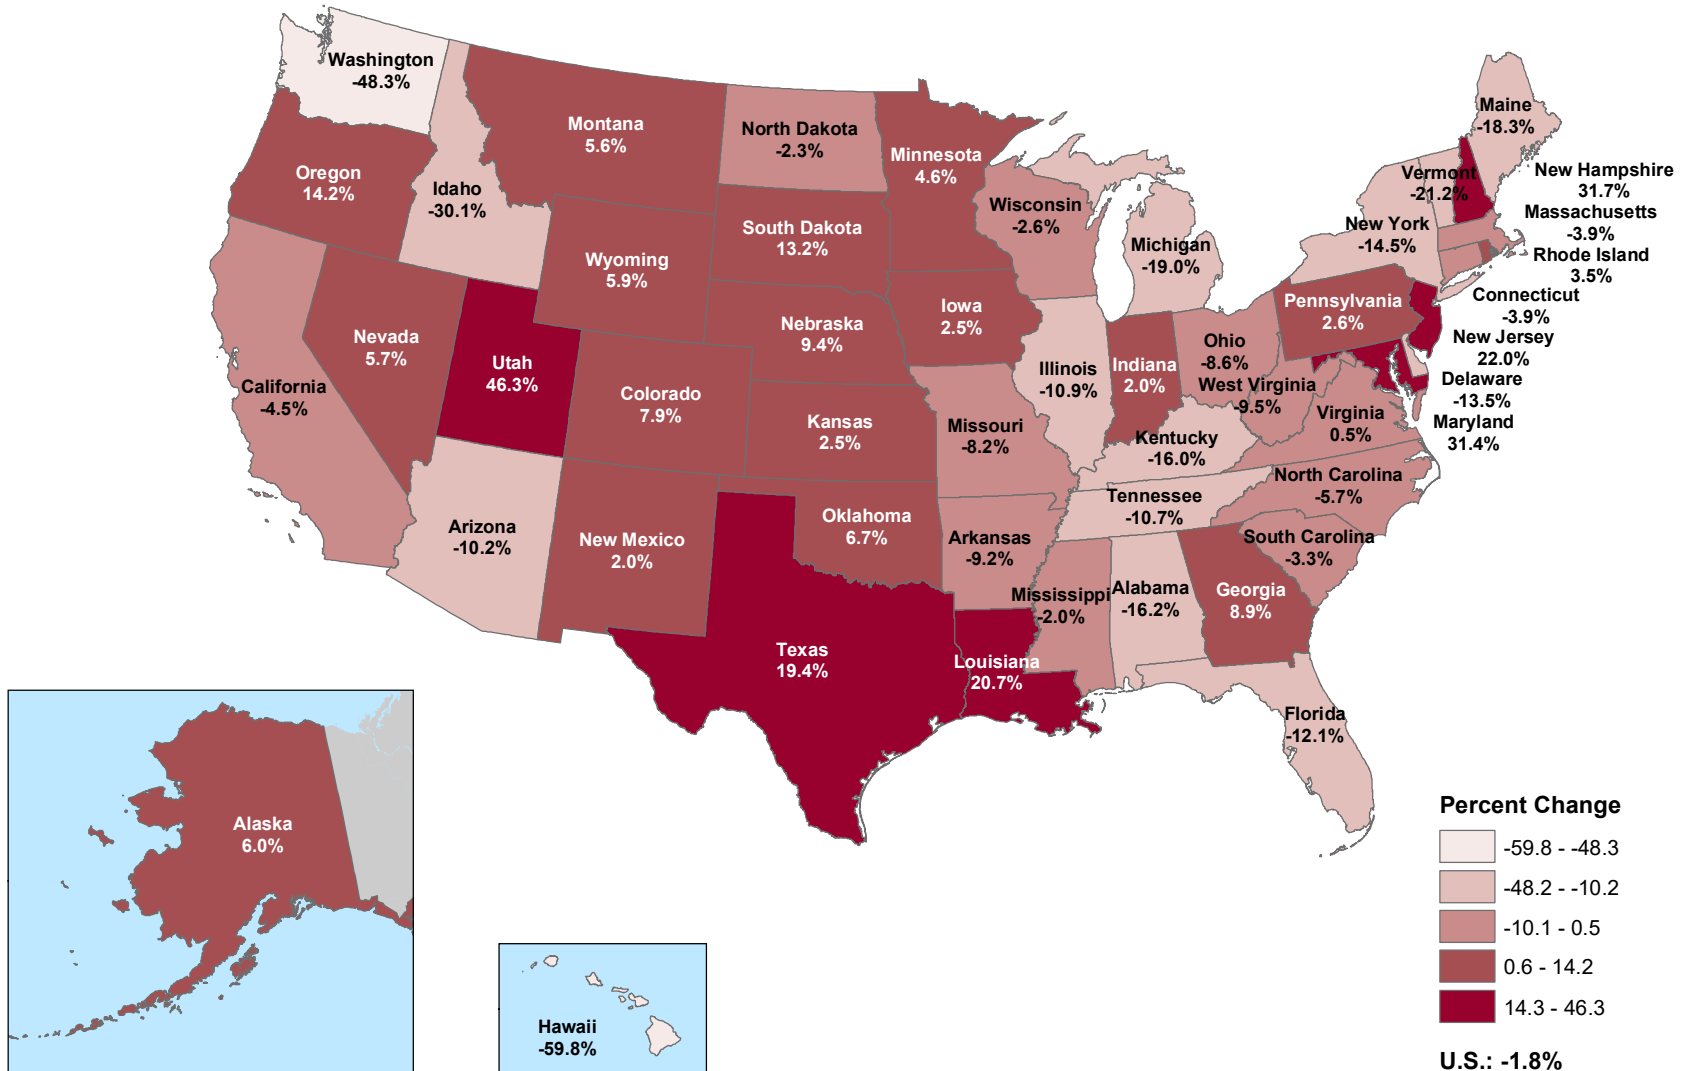 Washington
-48.3%
Montana
5.6%
North Dakota
-2.3%
Minnesota
4.6%
Maine
-18.3%
Oregon
14.2%
Idaho
-30.1%
Vermont
-21.2%
New Hampshire
31.7%
Massachusetts
-3.9%
Rhode Island
3.5%
Connecticut
-3.9%
New Jersey
22.0%
Delaware
-13.5%
Maryland
31.4%
South Dakota
13.2%
Wisconsin
-2.6%
Michigan
-19.0%
New York
-14.5%
Wyoming
5.9%
Nebraska
9.4%
Iowa
2.5%
Pennsylvania
2.6%
Nevada
5.7%
Utah
46.3%
Colorado
7.9%
Kansas
2.5%
Illinois
-10.9%
Indiana
2.0%
Ohio
-8.6%
West Virginia
-9.5%
Virginia
0.5%
California
-4.5%
Missouri
-8.2%
Kentucky
-16.0%
Arizona
-10.2%
New Mexico
2.0%
Oklahoma
6.7%
Arkansas
-9.2%
Tennessee
-10.7%
North Carolina
-5.7%
South Carolina
-3.3%
Mississippi
-2.0%
Alabama
-16.2%
Georgia
8.9%
Texas
19.4%
Louisiana
20.7%
Florida
-12.1%
Alaska
6.0%
Hawaii
-59.8%
Percent Change
-59.8 - -48.3
-48.2 - -10.2
-10.1 - 0.5
0.6 - 14.2
14.3 - 46.3
U.S.: -1.8%